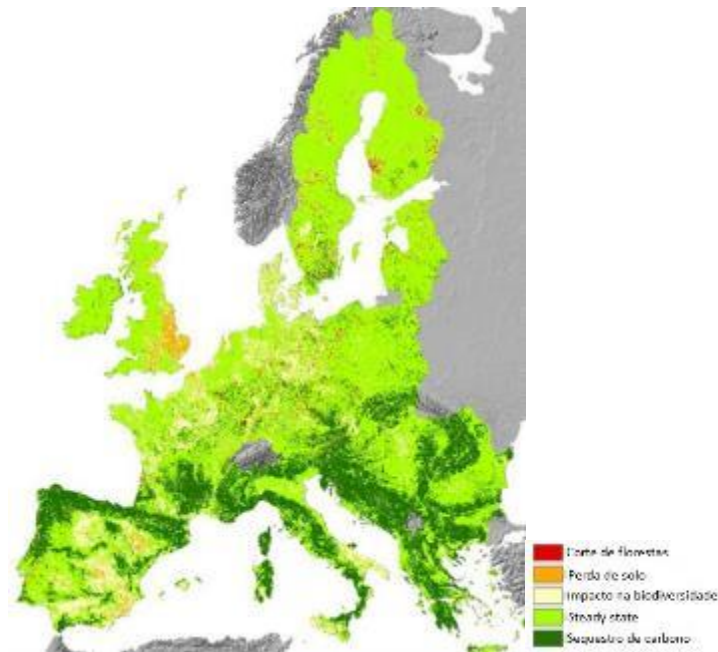 Corte de florestas
Perda de solo
Impacto na biodiversidade
Steady state
Sequestro de carbono